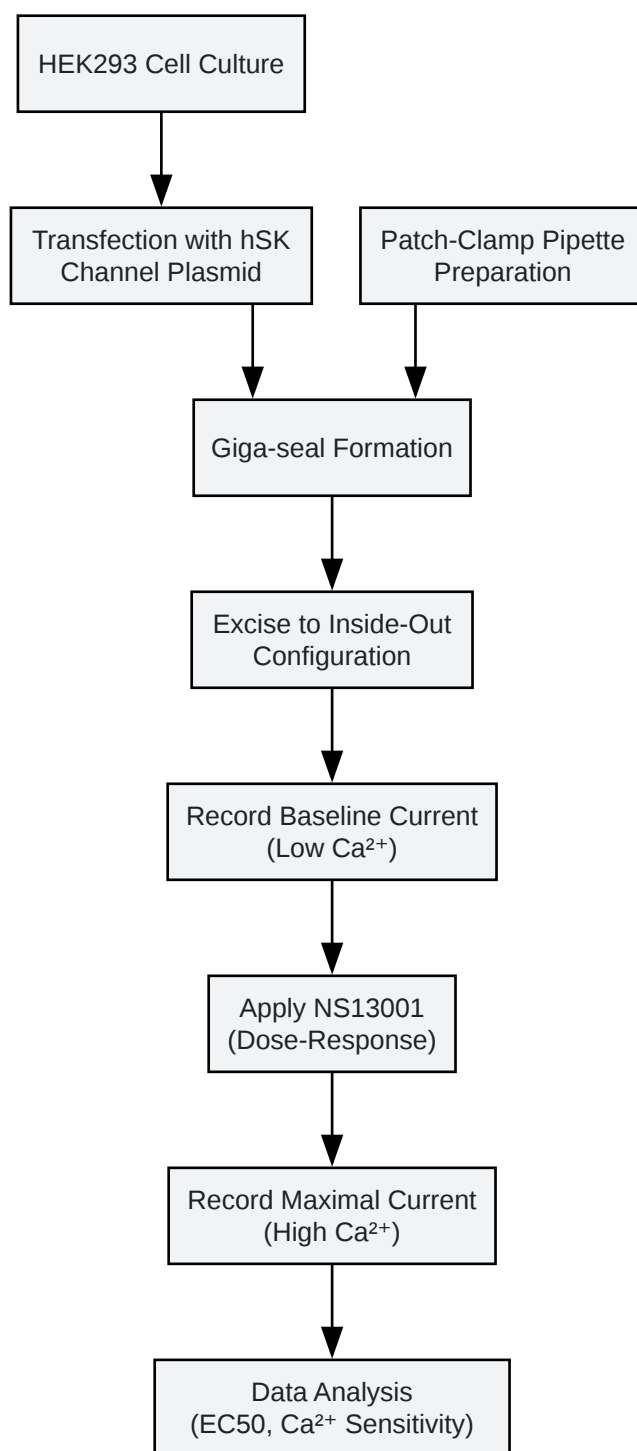 HEK293 Cell Culture
Transfection with hSK
Channel Plasmid
Patch-Clamp Pipette
Preparation
Giga-seal Formation
Excise to Inside-Out
Configuration
Record Baseline Current
(Low Ca²⁺)
Apply NS13001
(Dose-Response)
Record Maximal Current
(High Ca²⁺)
Data Analysis
(EC50, Ca²⁺ Sensitivity)